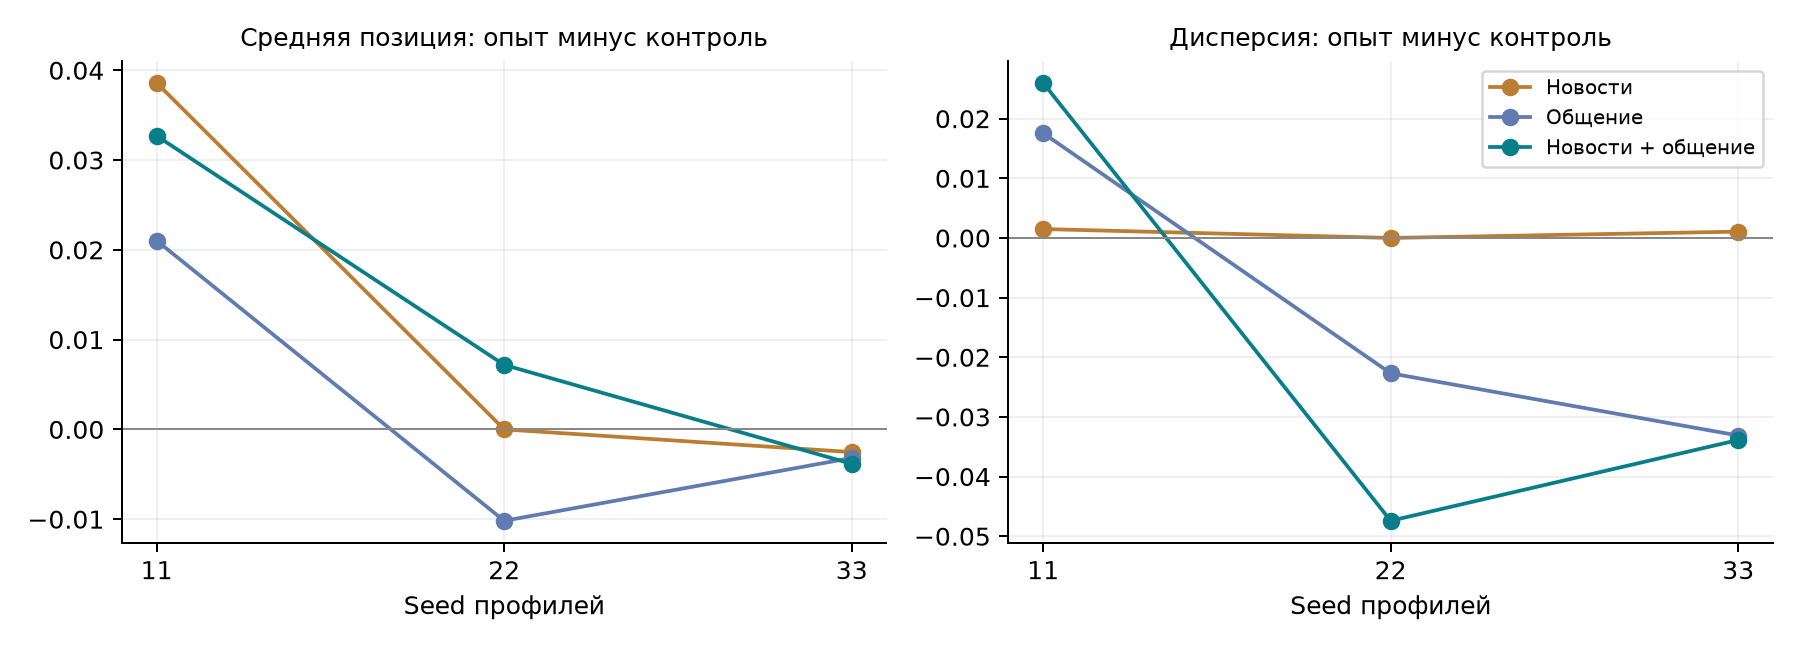 Средняя позиция: опыт минус контроль
0.04
0.03
0.02
0.01
0.00
−0.01
11
22
33
Seed профилей
Дисперсия: опыт минус контроль
Новости
Общение
Новости + общение
0.02
0.01
0.00
−0.01
−0.02
−0.03
−0.04
−0.05
11
22
33
Seed профилей